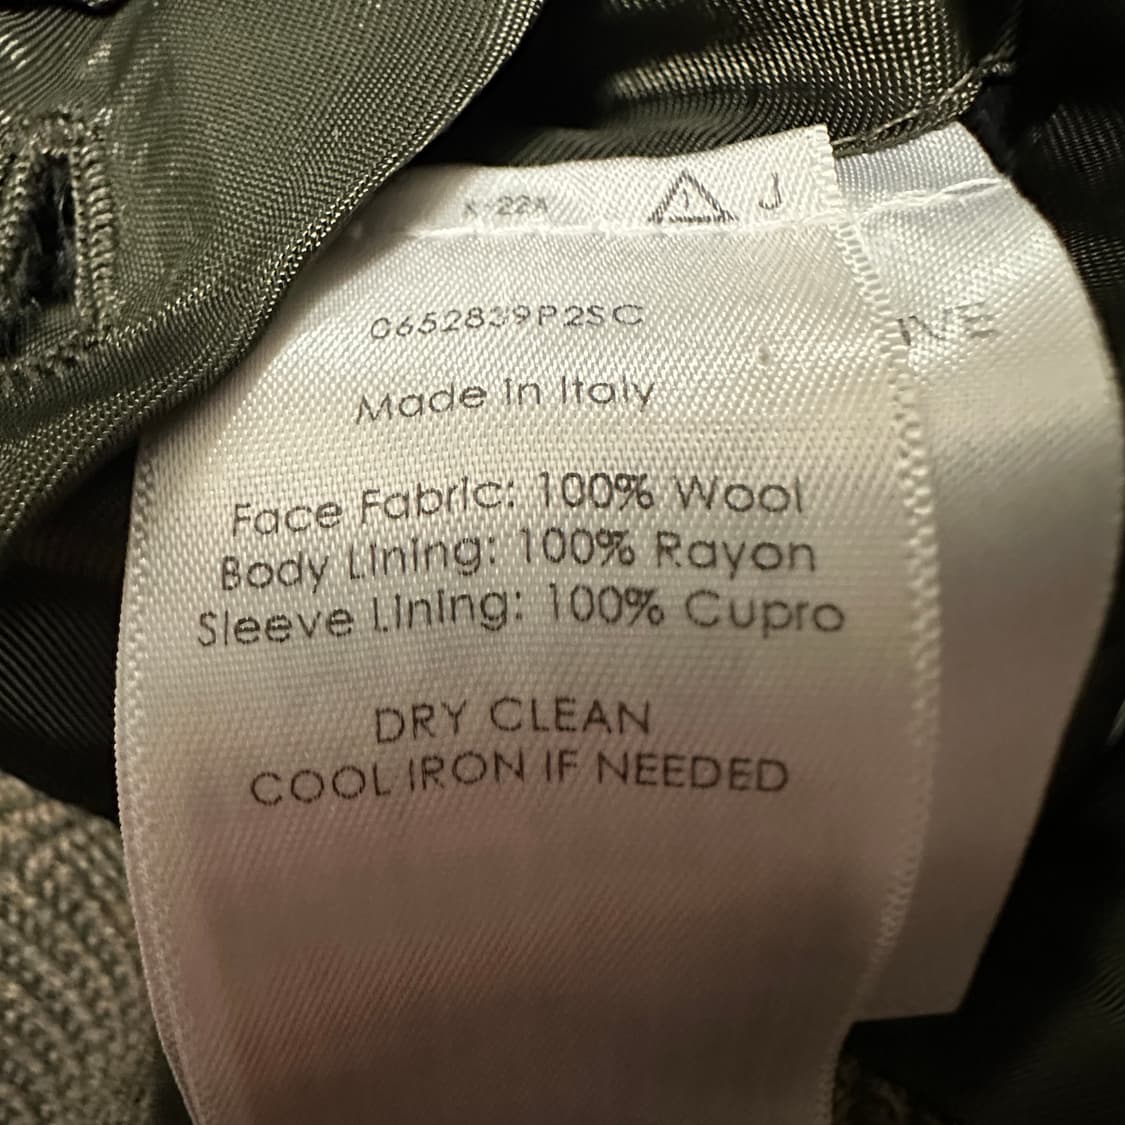 J
0652839P2SC
Made in Italy
Face Fabric: 100% Wool
Body Lining: 100% Rayon
Sleeve Lining: 100% Cupro
DRY CLEAN
COOL IRON IF NEEDED